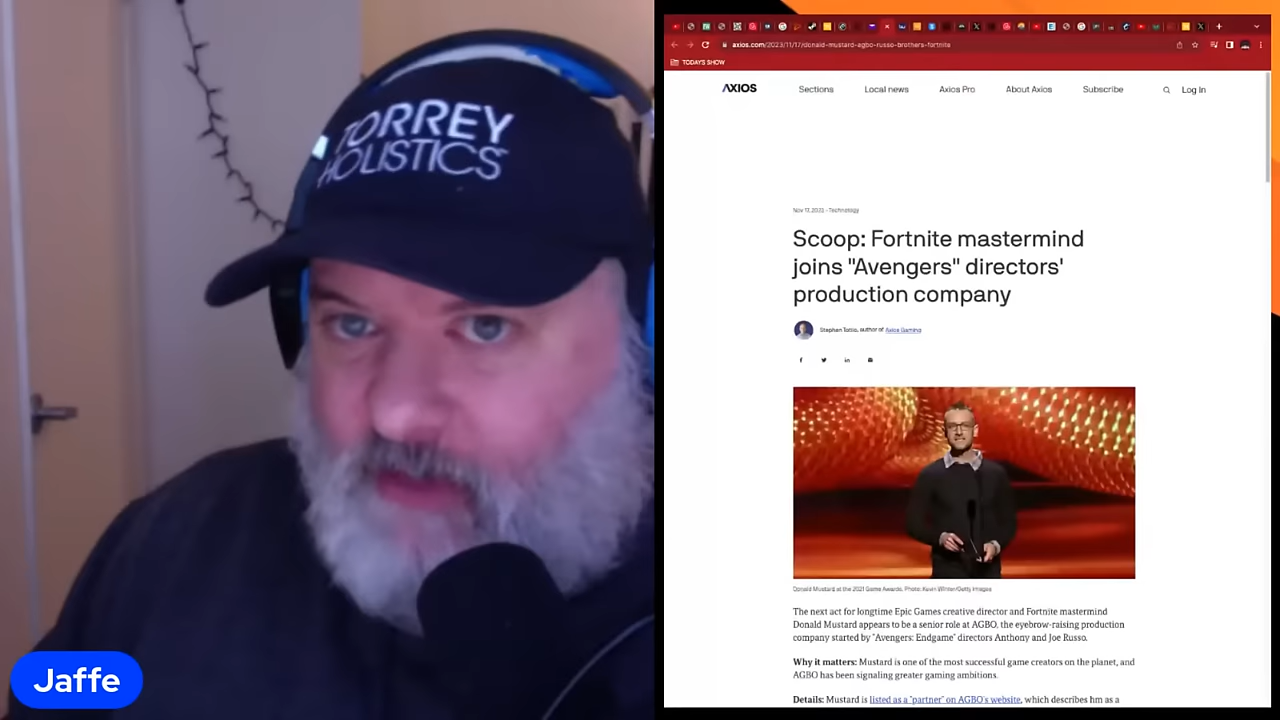 TORREY
HOLISTICS
Jaffe
axios.com/2023/11/17/donald-mustard-agbo-russo-brothers-fortnite
TODAY'S SHOW
AXIOS
Sections
Local news
Axios Pro
About Axios
Subscribe
Log In
Nov 17, 2023 - Technology
Scoop: Fortnite mastermind
joins "Avengers" directors'
production company
Stephen Totilo, author of Axios Gaming
Donald Mustard at the 2021 Game Awards. Photo: Kevin Winter/Getty Images
The next act for longtime Epic Games creative director and Fortnite mastermind
Donald Mustard appears to be a senior role at AGBO, the eyebrow-raising production
company started by "Avengers: Endgame" directors Anthony and Joe Russo.
Why it matters: Mustard is one of the most successful game creators on the planet, and
AGBO has been signaling greater gaming ambitions.
Details: Mustard is listed as a "partner" on AGBO's website, which describes him as a